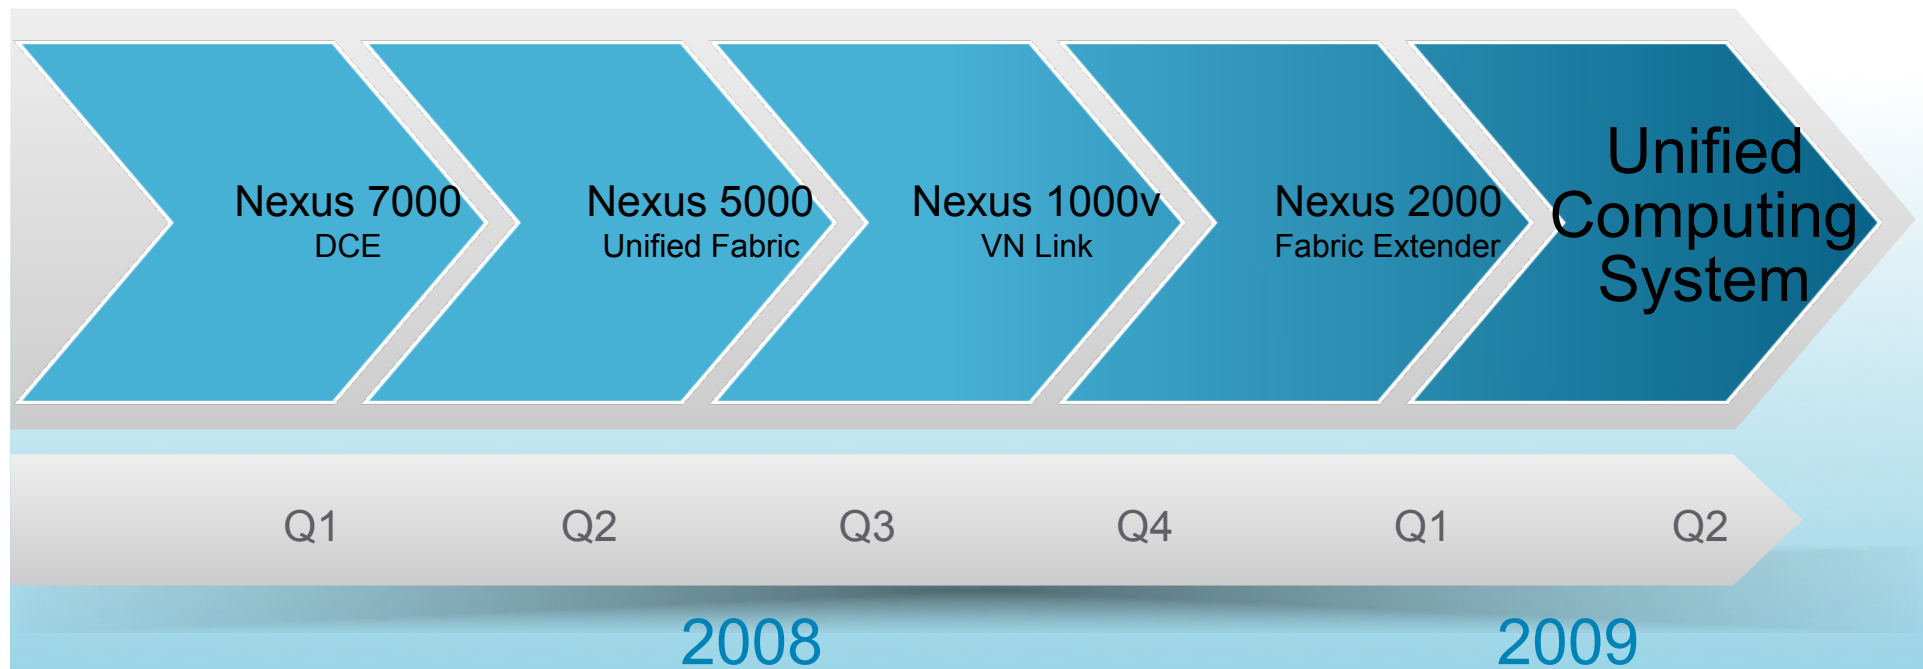 Nexus 7000
DCE
Nexus 5000
Unified Fabric
Nexus 1000v
VN Link
Nexus 2000
Fabric Extender
Unified
Computing
System
Q1 Q2 Q3 Q4 Q1 Q2
2008 2009